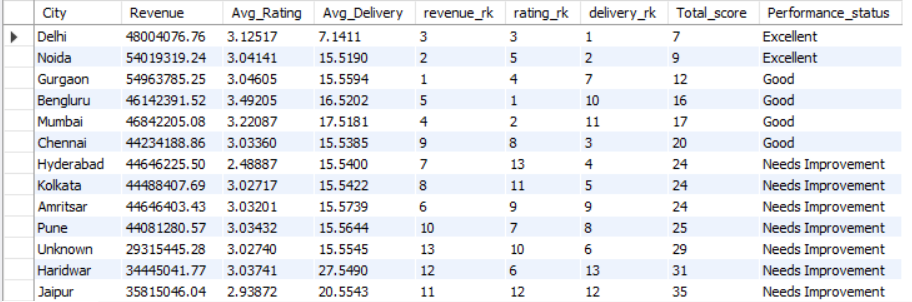 City Revenue Avg_Rating Avg_Delivery revenue_rk rating_rk delivery_rk Total_score Performance_status
Delhi 48004076.76 3.12517 7.1411 3 3 1 7 Excellent
Noida 54019319.24 3.04141 15.5190 2 5 2 9 Excellent
Gurgaon 54963785.25 3.04605 15.5594 1 4 7 12 Good
Bengluru 46142391.52 3.49205 16.5202 5 1 10 16 Good
Mumbai 46842205.08 3.22087 17.5181 4 2 11 17 Good
Chennai 44234188.86 3.03360 15.5385 9 8 3 20 Good
Hyderabad 44646225.50 2.48887 15.5400 7 13 4 24 Needs Improvement
Kolkata 44488407.69 3.02717 15.5422 8 11 5 24 Needs Improvement
Amritsar 44646403.43 3.03201 15.5739 6 9 9 24 Needs Improvement
Pune 44081280.57 3.03432 15.5644 10 7 8 25 Needs Improvement
Unknown 29315445.28 3.02740 15.5545 13 10 6 29 Needs Improvement
Haridwar 34445041.77 3.03741 27.5490 12 6 13 31 Needs Improvement
Jaipur 35815046.04 2.93872 20.5543 11 12 12 35 Needs Improvement